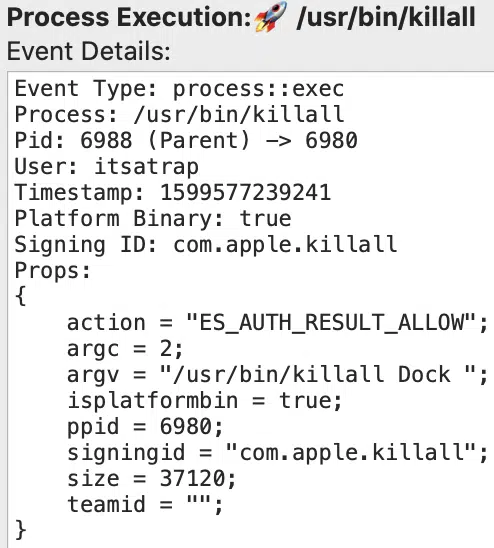 Process Execution:🚀 /usr/bin/killall
Event Details:
Event Type: process::exec
Process: /usr/bin/killall
Pid: 6988 (Parent) -> 6980
User: itsatrap
Timestamp: 1599577239241
Platform Binary: true
Signing ID: com.apple.killall
Props:
{
    action = "ES_AUTH_RESULT_ALLOW";
    argc = 2;
    argv = "/usr/bin/killall Dock ";
    isplatformbin = true;
    ppid = 6980;
    signingid = "com.apple.killall";
    size = 37120;
    teamid = "";
}